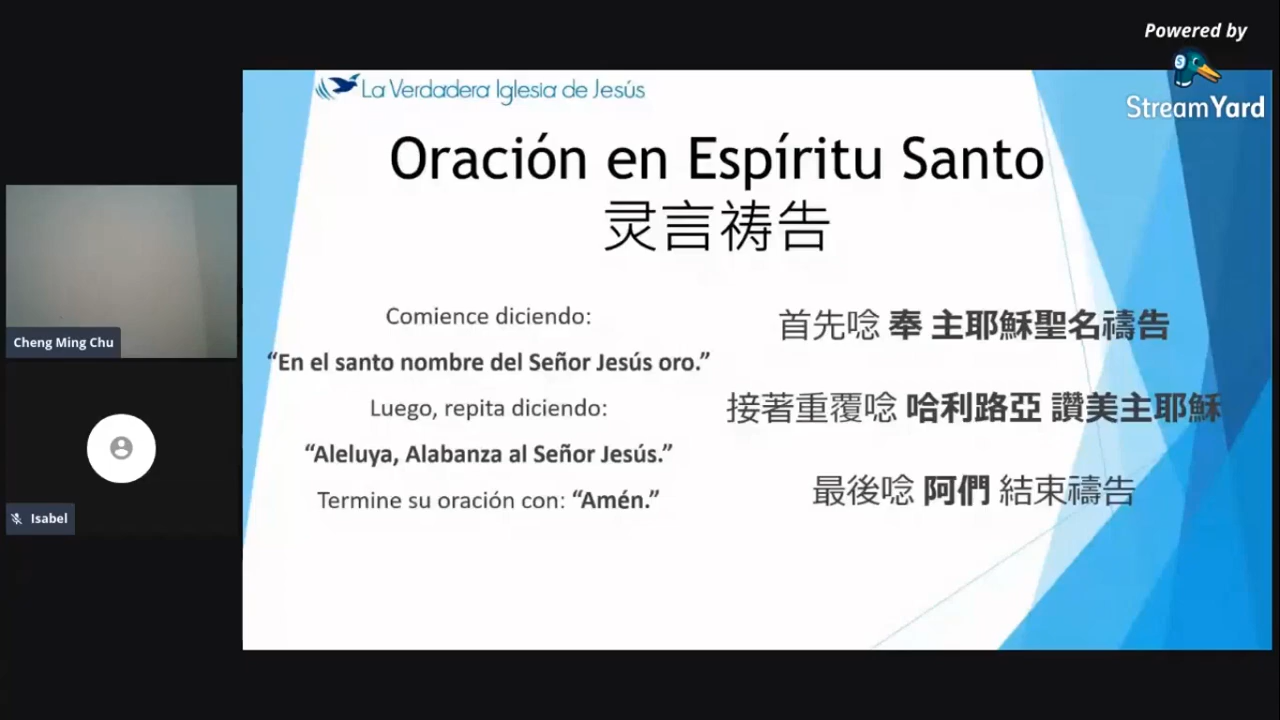 Powered by
StreamYard
La Verdadera Iglesia de Jesús
Oración en Espíritu Santo
灵言祷告
Comience diciendo:
“En el santo nombre del Señor Jesús oro.”
Luego, repita diciendo:
“Aleluya, Alabanza al Señor Jesús.”
Termine su oración con: “Amén.”
首先唸 奉 主耶穌聖名禱告
接著重覆唸 哈利路亞 讚美主耶穌
最後唸 阿們 結束禱告
Cheng Ming Chu
Isabel